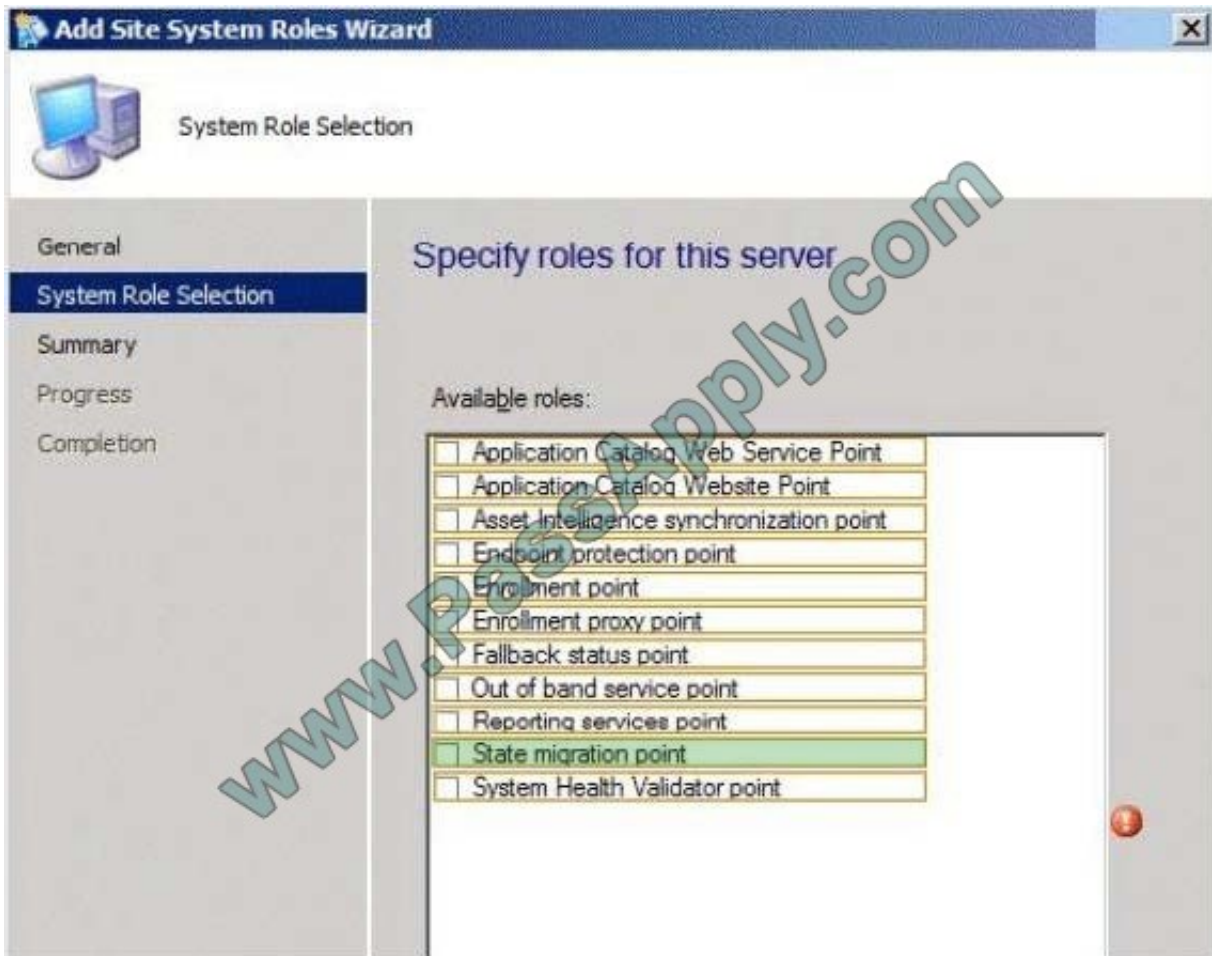 Add Site System Roles Wizard
System Role Selection
General
System Role Selection
Summary
Progress
Completion
Specify roles for this server
Available roles:
Application Catalog Web Service Point
Application Catalog Website Point
Asset Intelligence synchronization point
Endpoint protection point
Enrollment point
Enrollment proxy point
Fallback status point
Out of band service point
Reporting services point
State migration point
System Health Validator point
www.PassApply.com